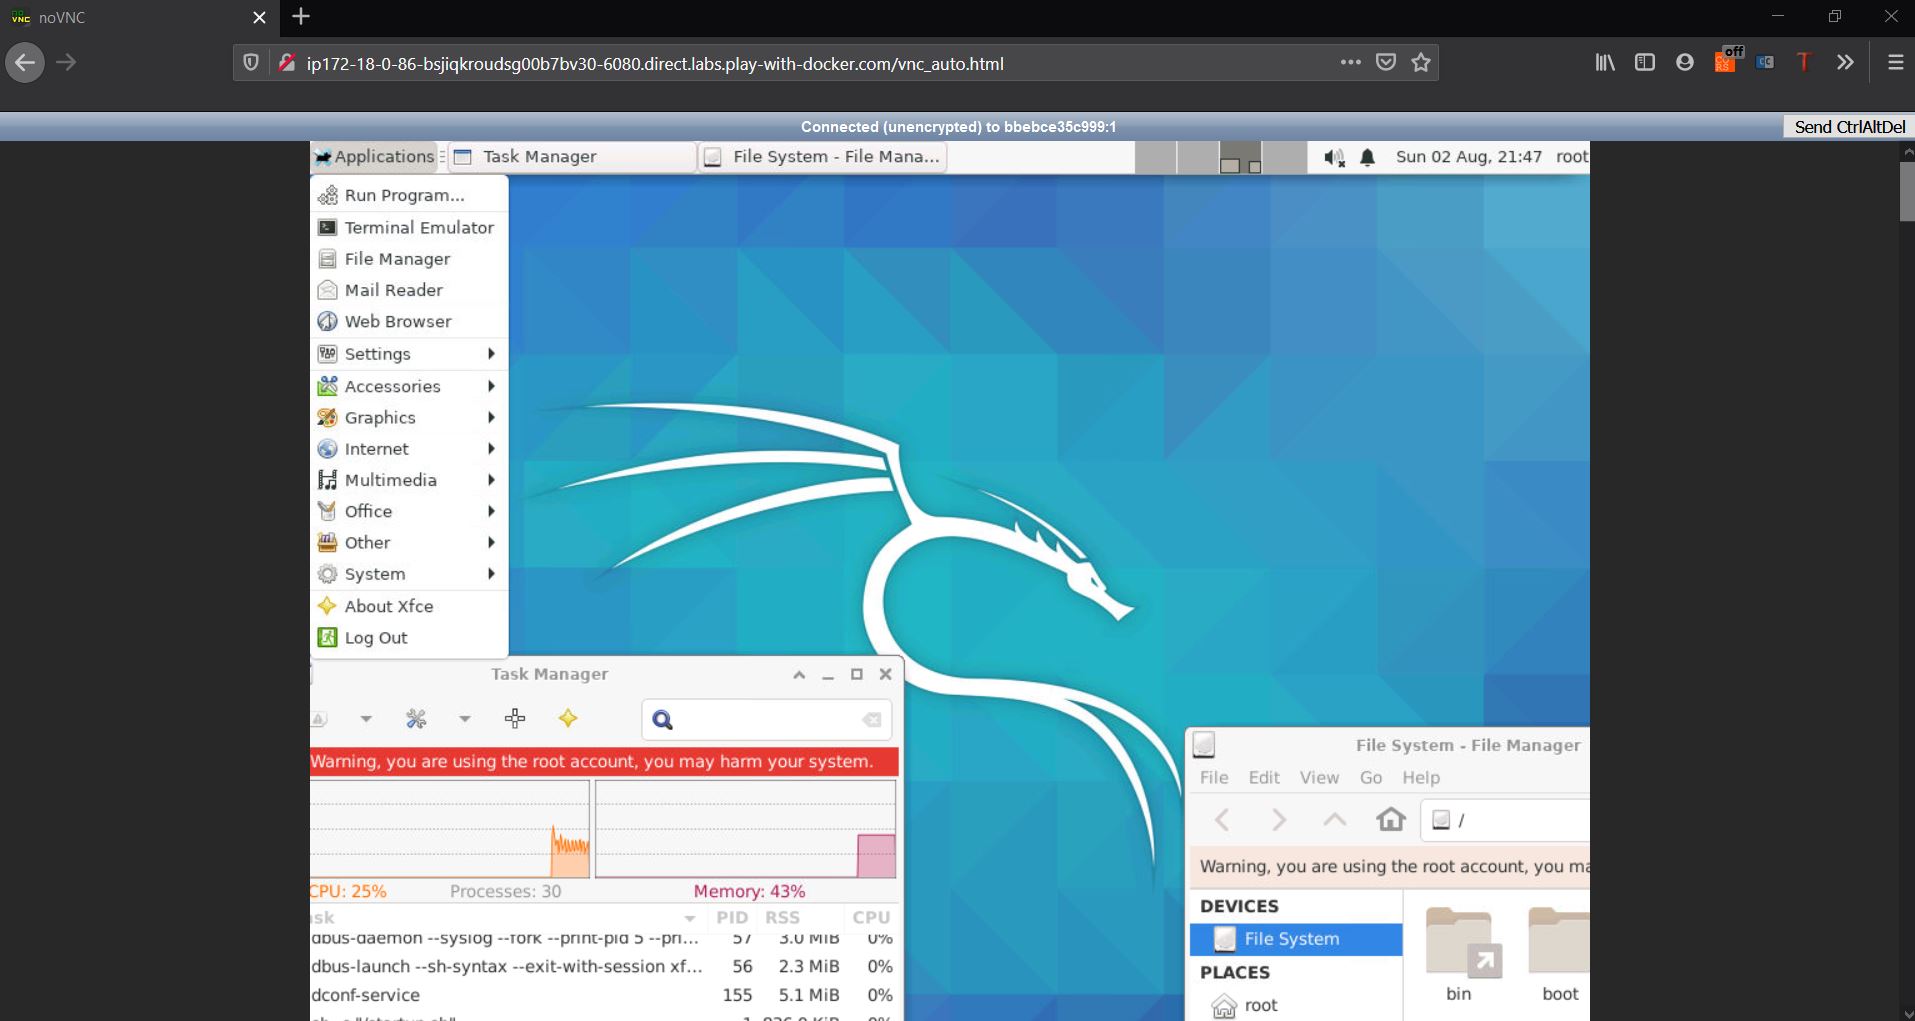 noVNC
ip172-18-0-86-bsjiqkroudsg00b7bv30-6080.direct.labs.play-with-docker.com/vnc_auto.html
off
Connected (unencrypted) to bbebce35c999:1
Send CtrlAltDel
Applications
Task Manager
File System - File Mana...
Sun 02 Aug, 21:47
root
Run Program...
Terminal Emulator
File Manager
Mail Reader
Web Browser
Settings
Accessories
Graphics
Internet
Multimedia
Office
Other
System
About Xfce
Log Out
Task Manager
Warning, you are using the root account, you may harm your system.
CPU: 25%
Processes: 30
Memory: 43%
sk PID RSS CPU
dbus-daemon --syslog --fork --print-pid 5 --pri... 57 3.0 MiB 0%
dbus-launch --sh-syntax --exit-with-session xf... 56 2.3 MiB 0%
dconf-service 155 5.1 MiB 0%
File System - File Manager
File Edit View Go Help
/
Warning, you are using the root account, you ma
DEVICES
File System
PLACES
root
bin
boot